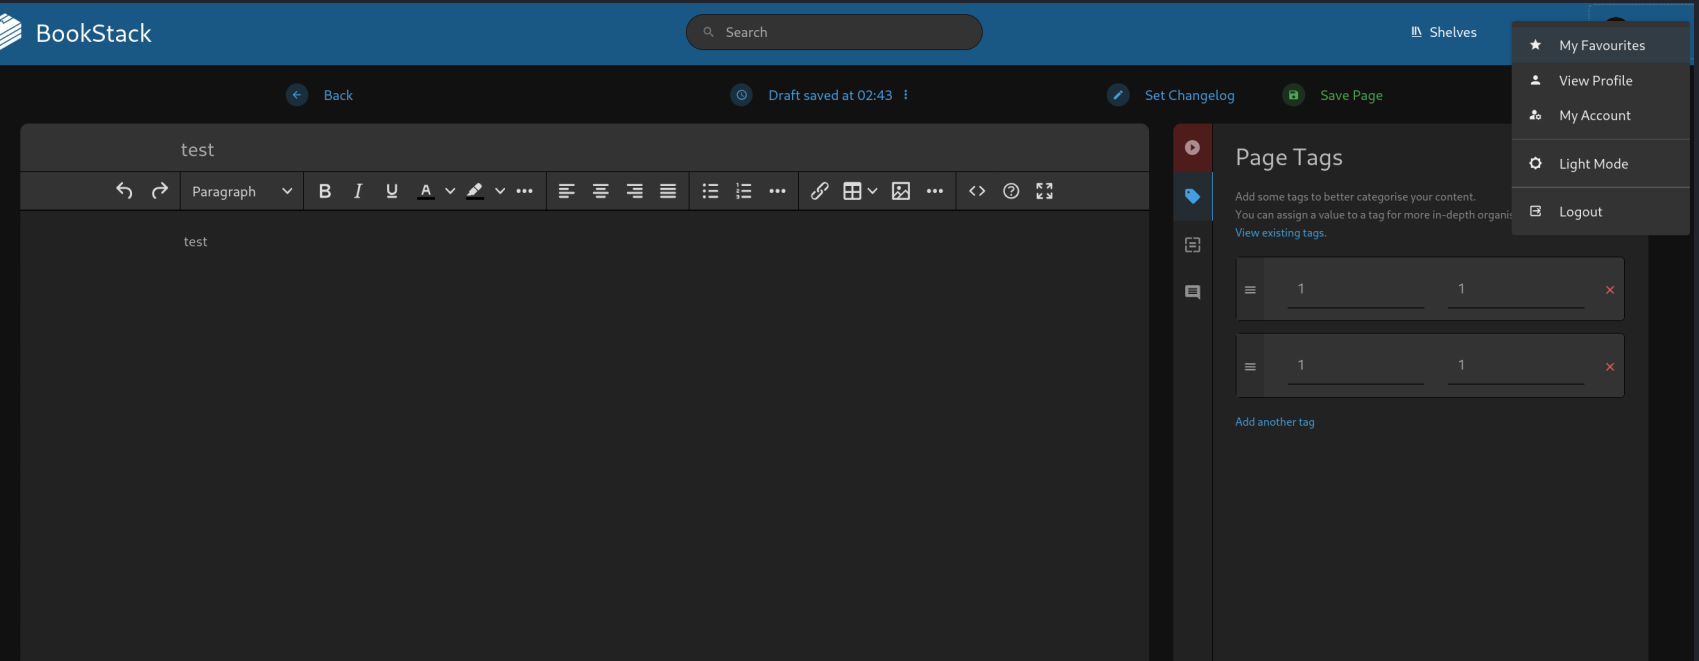 BookStack
Search
Shelves
My Favourites
View Profile
My Account
Light Mode
Logout
Back
Draft saved at 02:43
Set Changelog
Save Page
test
Paragraph
B I U A
test
Page Tags
Add some tags to better categorise your content.
You can assign a value to a tag for more in-depth organis
View existing tags.
1 1
1 1
Add another tag